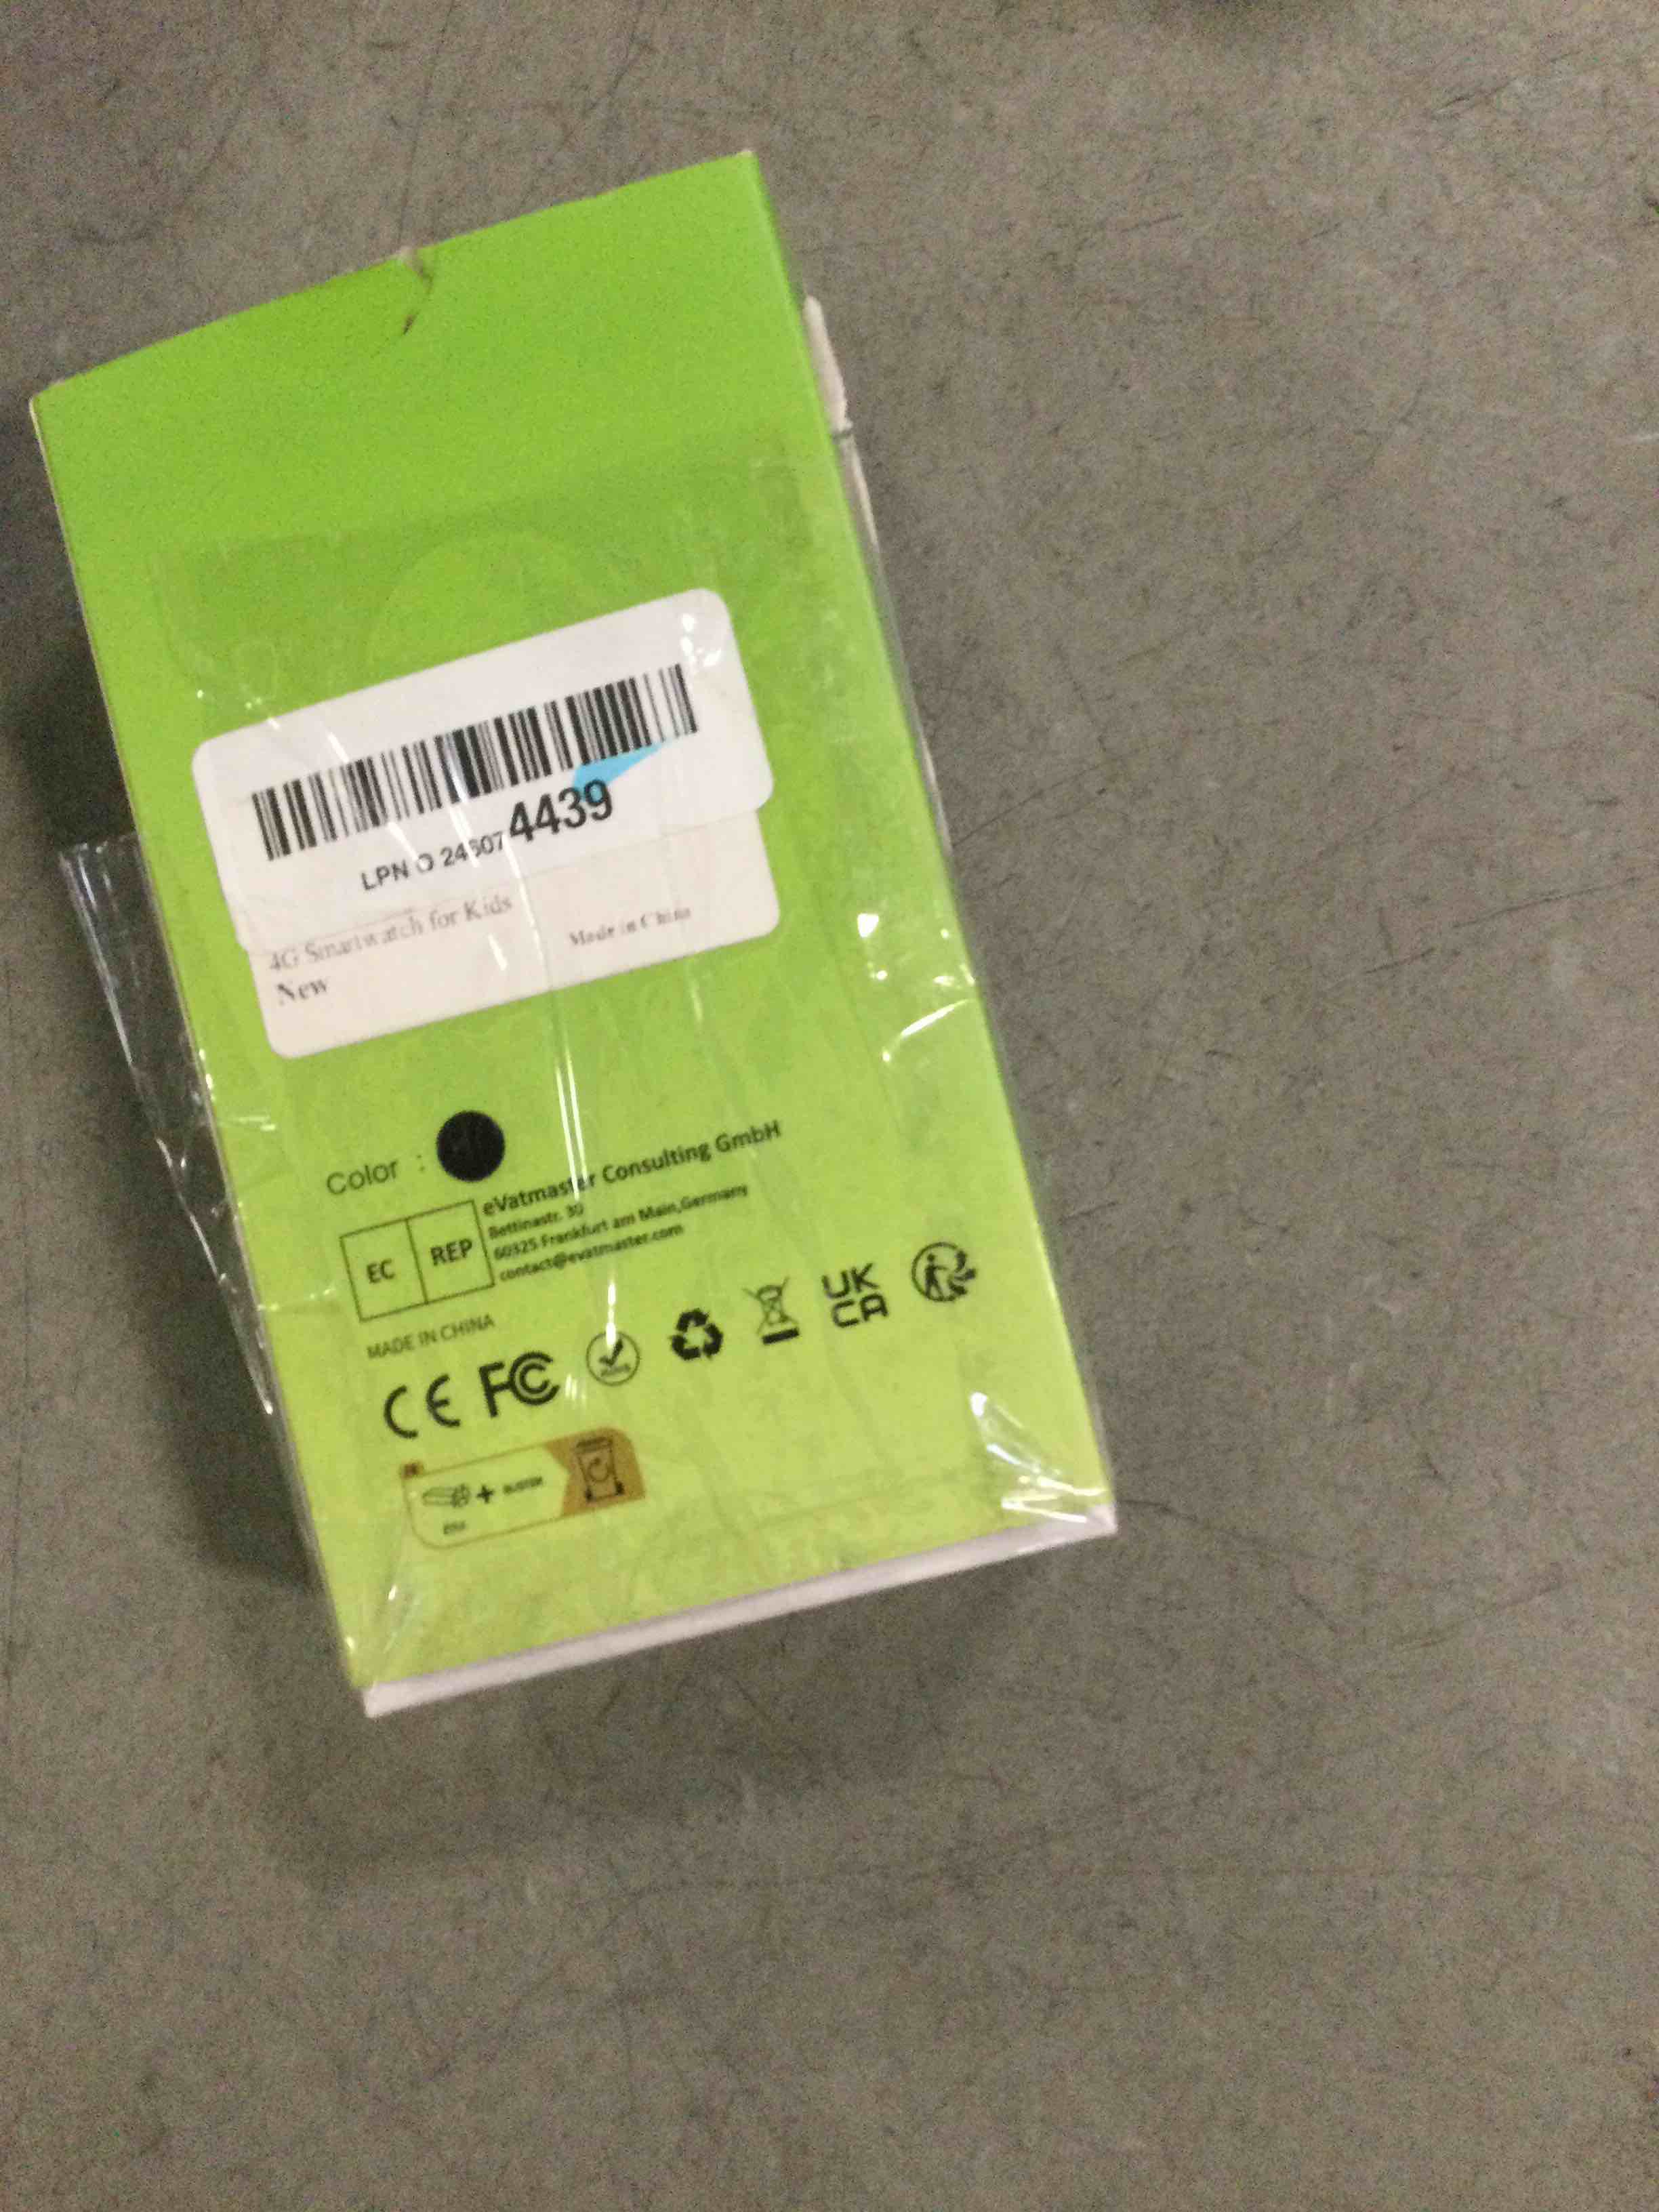 LPN O 24607 4439
4G Smartwatch for Kids
New
Made in China
Color :
eVatmaster Consulting GmbH
Bettinastr. 30
60325 Frankfurt am Main,Germany
contact@evatmaster.com
EC REP
MADE IN CHINA
CE FC
UK
CA
FR
+